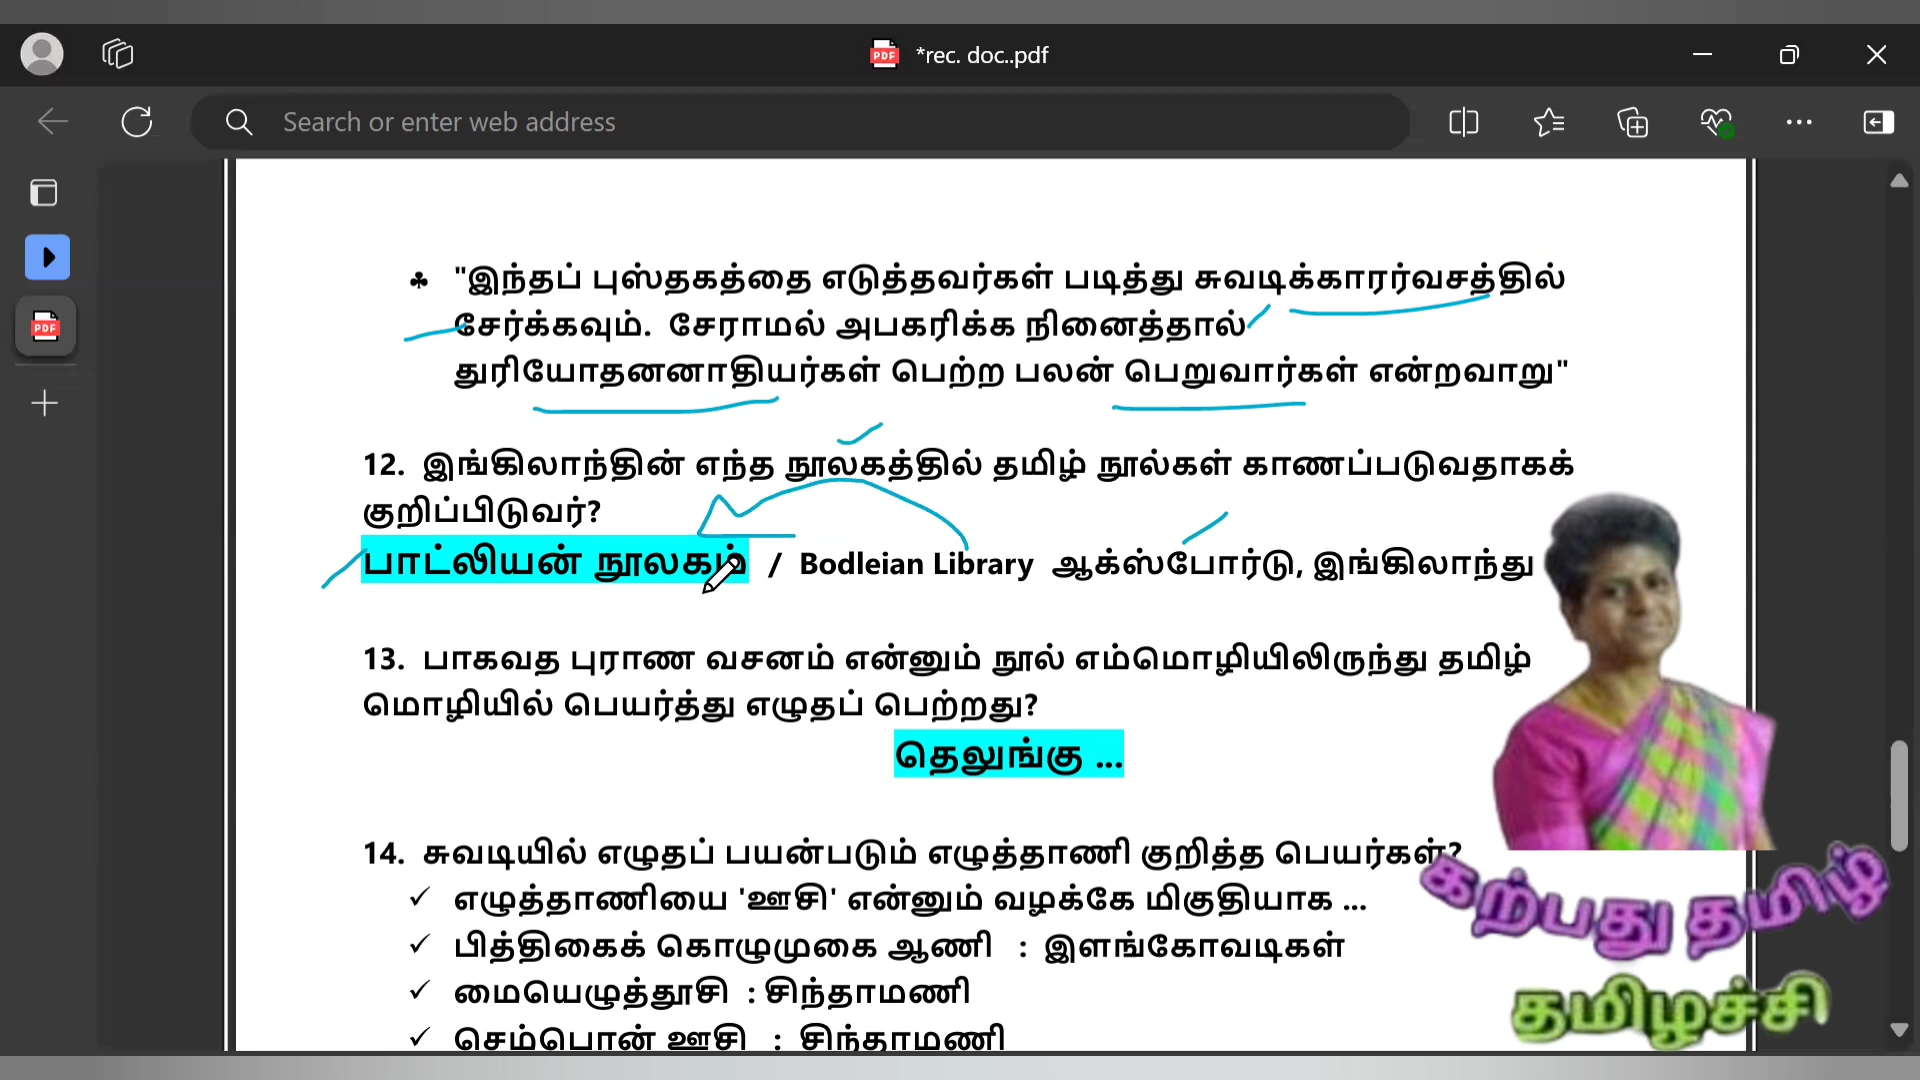 *rec. doc..pdf
Search or enter web address
"இந்தப் புஸ்தகத்தை எடுத்தவர்கள் படித்து சுவடிக்காரர்வசத்தில்
சேர்க்கவும். சேராமல் அபகரிக்க நினைத்தால்
துரியோதனனாதியர்கள் பெற்ற பலன் பெறுவார்கள் என்றவாறு"
12. இங்கிலாந்தின் எந்த நூலகத்தில் தமிழ் நூல்கள் காணப்படுவதாகக்
குறிப்பிடுவர்?
பாட்லியன் நூலகம் / Bodleian Library ஆக்ஸ்போர்டு, இங்கிலாந்து
13. பாகவத புராண வசனம் என்னும் நூல் எம்மொழியிலிருந்து தமிழ்
மொழியில் பெயர்த்து எழுதப் பெற்றது?
தெலுங்கு ...
14. சுவடியில் எழுதப் பயன்படும் எழுத்தாணி குறித்த பெயர்கள்?
✓ எழுத்தாணியை 'ஊசி' என்னும் வழக்கே மிகுதியாக ...
✓ பித்திகைக் கொழுமுகை ஆணி : இளங்கோவடிகள்
✓ மையெழுத்தூசி : சிந்தாமணி
✓ செம்பொன் ஊசி : சிந்தாமணி
கற்பது தமிழ்
தமிழச்சி